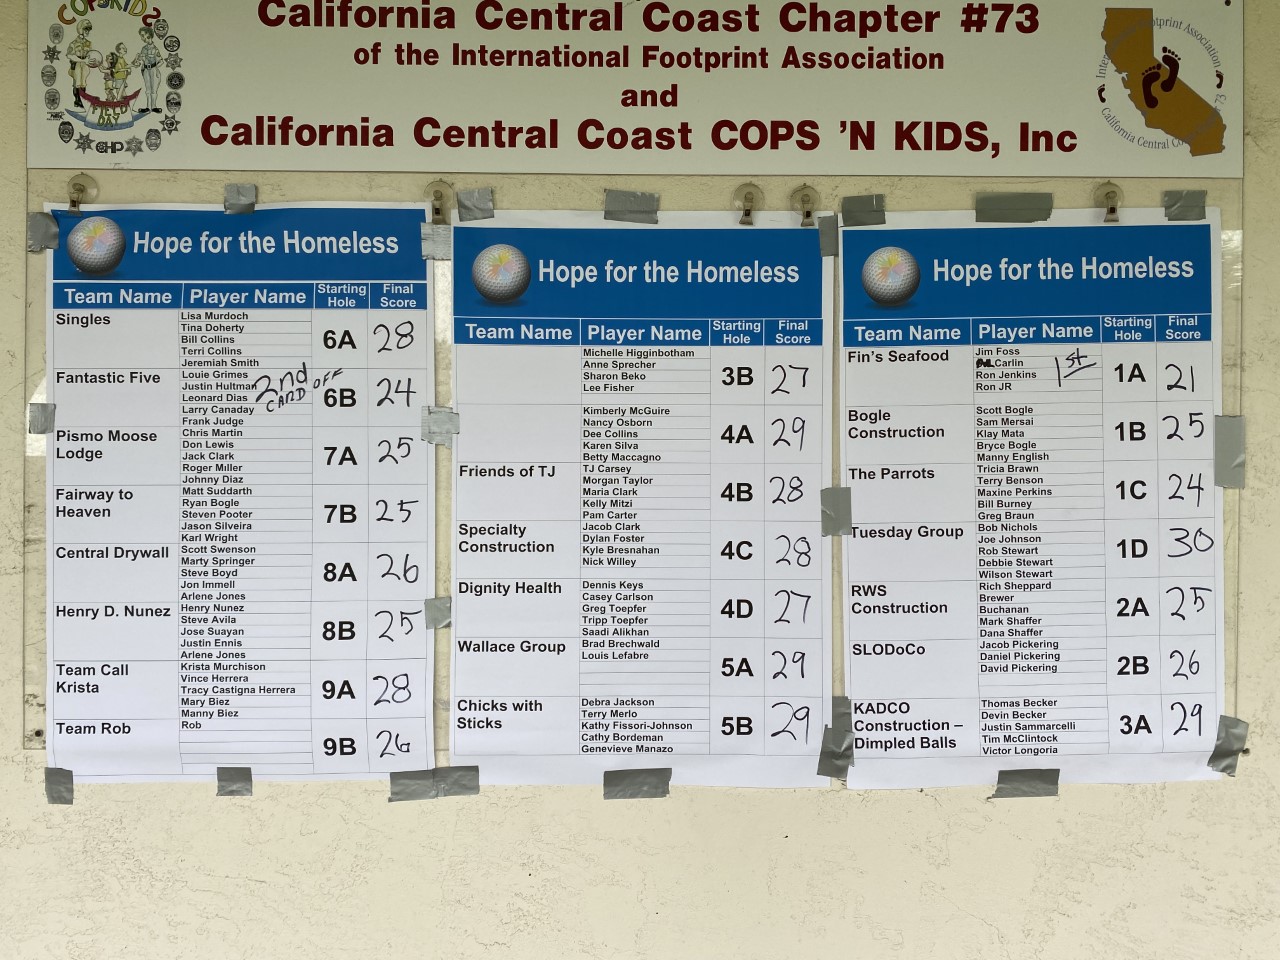 COPSKIDS
FIELD
DAY
CHP
California Central Coast Chapter #73
of the International Footprint Association
and
California Central Coast COPS 'N KIDS, Inc
Hope for the Homeless
Team Name Player Name Starting Hole Final Score
Singles
Lisa Murdoch
Tina Doherty
Bill Collins
Terri Collins
Jeremiah Smith
6A 28
Fantastic Five
Louie Grimes
Justin Hultman
Leonard Dias
Larry Canaday
Frank Judge
2nd
CARD OFF
6B 24
Pismo Moose
Lodge
Chris Martin
Don Lewis
Jack Clark
Roger Miller
Johnny Diaz
7A 25
Fairway to
Heaven
Matt Suddarth
Ryan Bogle
Steven Pooter
Jason Silveira
Karl Wright
7B 25
Central Drywall
Scott Swenson
Marty Springer
Steve Boyd
Jon Immell
Arlene Jones
8A 26
Henry D. Nunez
Henry Nunez
Steve Avila
Jose Suayan
Justin Ennis
Arlene Jones
8B 25
Team Call
Krista
Krista Murchison
Vince Herrera
Tracy Castigna Herrera
Mary Biez
Manny Biez
9A 28
Team Rob
Rob
9B 26
Hope for the Homeless
Team Name Player Name Starting Hole Final Score
Michelle Higginbotham
Anne Sprecher
Sharon Beko
Lee Fisher
3B 27
Kimberly McGuire
Nancy Osborn
Dee Collins
Karen Silva
Betty Maccagno
4A 29
Friends of TJ
TJ Carsey
Morgan Taylor
Maria Clark
Kelly Mitzi
Pam Carter
4B 28
Specialty
Construction
Jacob Clark
Dylan Foster
Kyle Bresnahan
Nick Willey
4C 28
Dignity Health
Dennis Keys
Casey Carlson
Greg Toepfer
Tripp Toepfer
Saadi Alikhan
4D 27
Wallace Group
Brad Brechwald
Louis Lefabre
5A 29
Chicks with
Sticks
Debra Jackson
Terry Merlo
Kathy Fissori-Johnson
Cathy Bordeman
Genevieve Manazo
5B 29
Hope for the Homeless
Team Name Player Name Starting Hole Final Score
Fin's Seafood
Jim Foss
Carlin
Ron Jenkins
Ron JR
1st
1A 21
Bogle
Construction
Scott Bogle
Sam Mersai
Klay Mata
Bryce Bogle
Manny English
1B 25
The Parrots
Tricia Brawn
Terry Benson
Maxine Perkins
Bill Burney
Greg Braun
1C 24
Tuesday Group
Bob Nichols
Joe Johnson
Rob Stewart
Debbie Stewart
Wilson Stewart
1D 30
RWS
Construction
Rich Sheppard
Brewer
Buchanan
Mark Shaffer
Dana Shaffer
2A 25
SLODoCo
Jacob Pickering
Daniel Pickering
David Pickering
2B 26
KADCO
Construction –
Dimpled Balls
Thomas Becker
Devin Becker
Justin Sammarcelli
Tim McClintock
Victor Longoria
3A 29